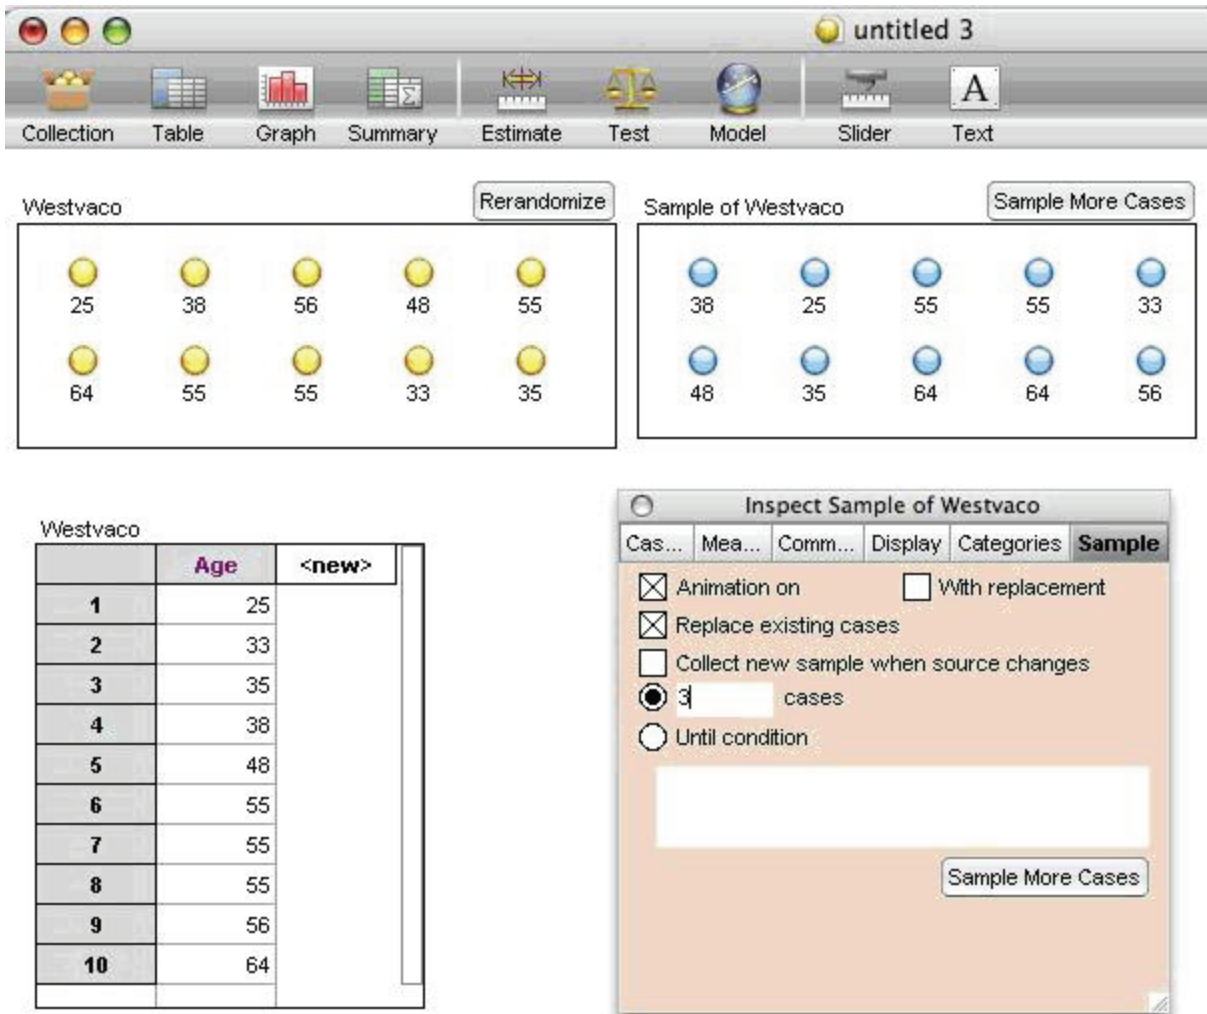 untitled 3
Collection Table Graph Summary Estimate Test Model Slider Text
A
Westvaco Rerandomize
25 38 56 48 55
64 55 55 33 35
Sample of Westvaco Sample More Cases
38 25 55 55 33
48 35 64 64 56
Westvaco
Age <new>
1 25
2 33
3 35
4 38
5 48
6 55
7 55
8 55
9 56
10 64
Inspect Sample of Westvaco
Cas... Mea... Comm... Display Categories Sample
Animation on With replacement
Replace existing cases
Collect new sample when source changes
3 cases
Until condition
Sample More Cases